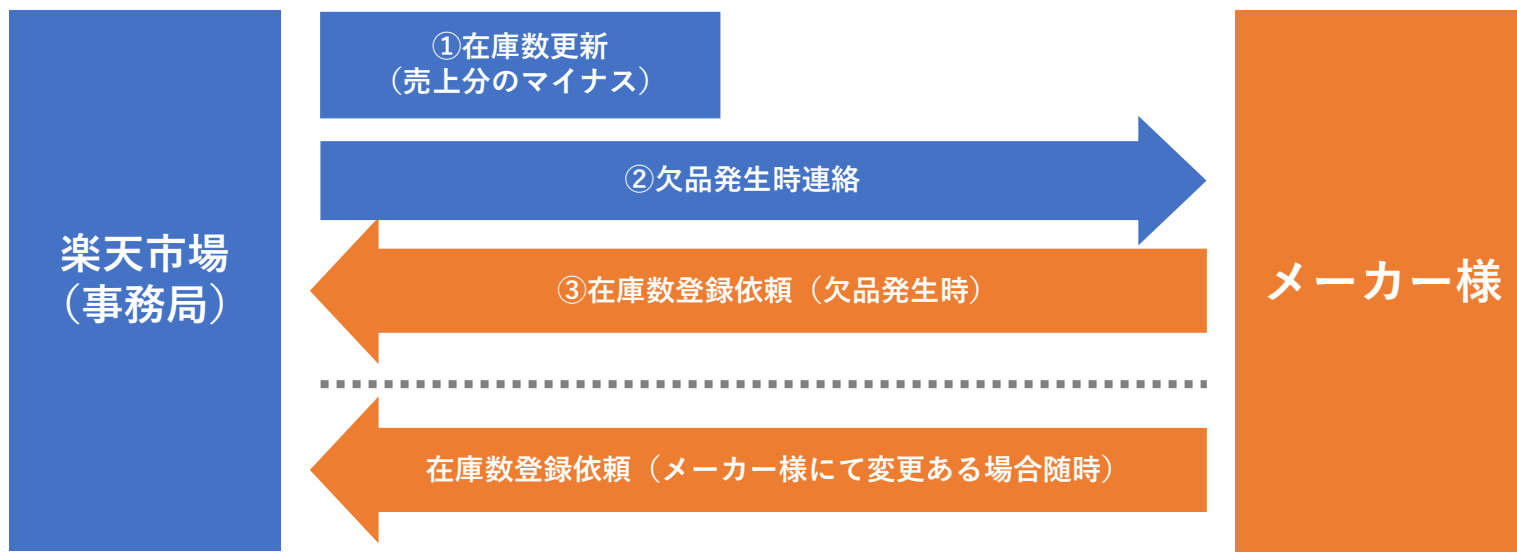 楽天市場
（事務局）
①在庫数更新
（売上分のマイナス）
②欠品発生時連絡
③在庫数登録依頼（欠品発生時）
在庫数登録依頼（メーカー様にて変更ある場合随時）
メーカー様